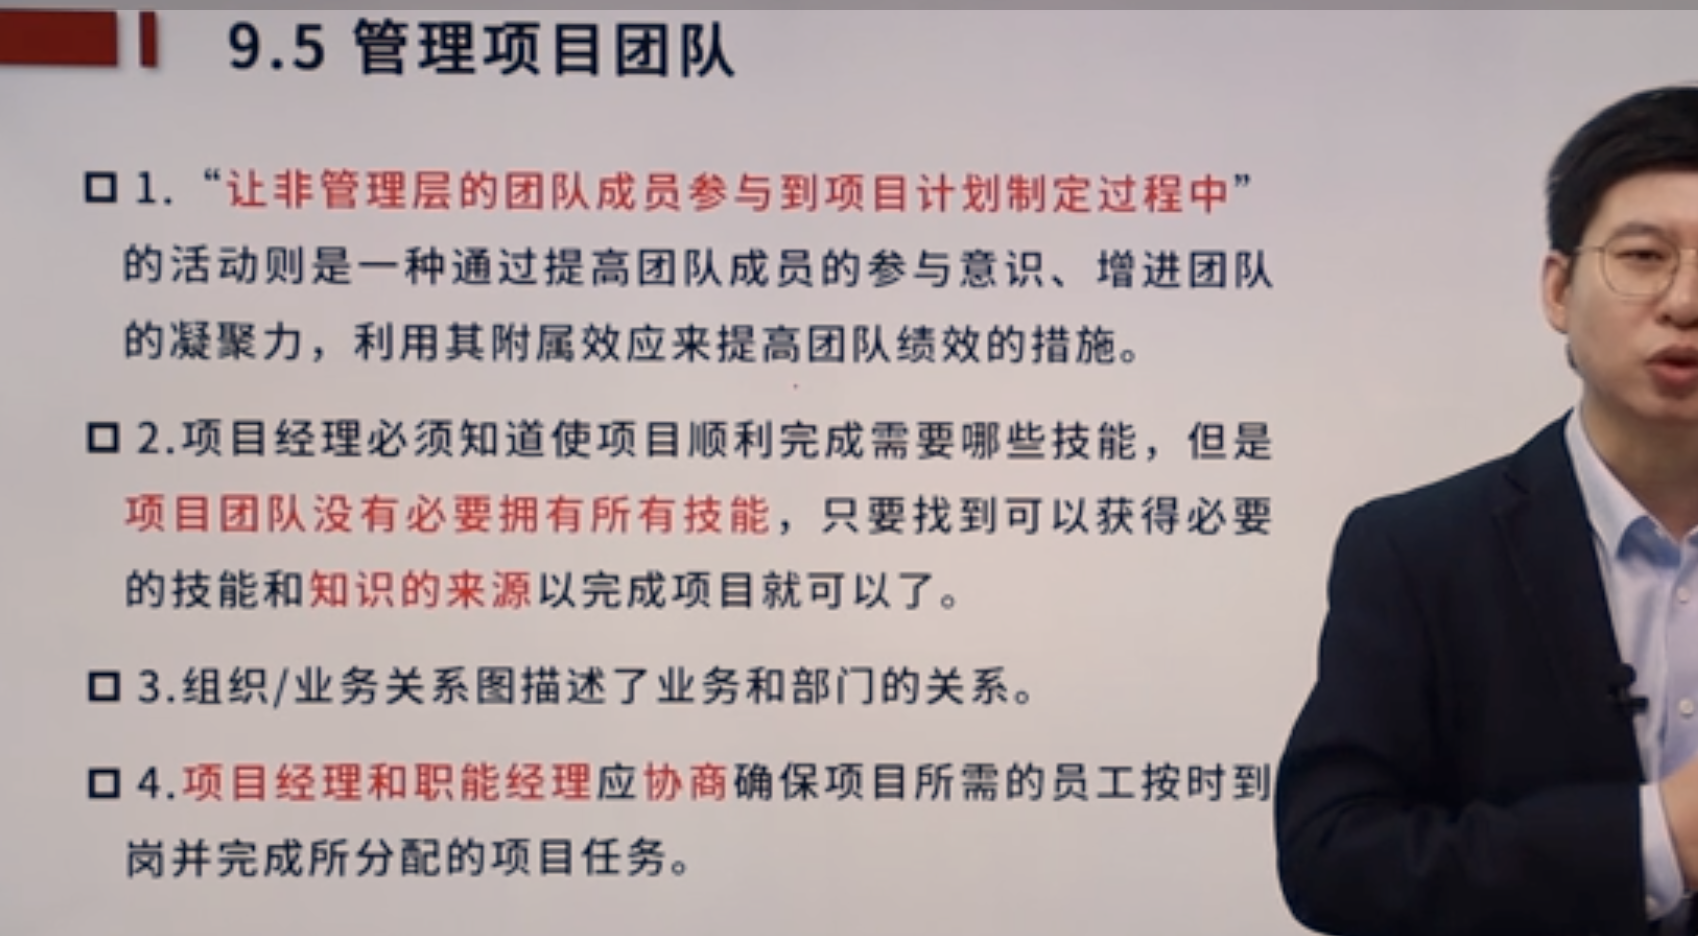 9.5 管理项目团队
1.“让非管理层的团队成员参与到项目计划制定过程中”
的活动则是一种通过提高团队成员的参与意识、增进团队
的凝聚力，利用其附属效应来提高团队绩效的措施。
2.项目经理必须知道使项目顺利完成需要哪些技能，但是
项目团队没有必要拥有所有技能，只要找到可以获得必要
的技能和知识的来源以完成项目就可以了。
3.组织/业务关系图描述了业务和部门的关系。
4.项目经理和职能经理应协商确保项目所需的员工按时到
岗并完成所分配的项目任务。